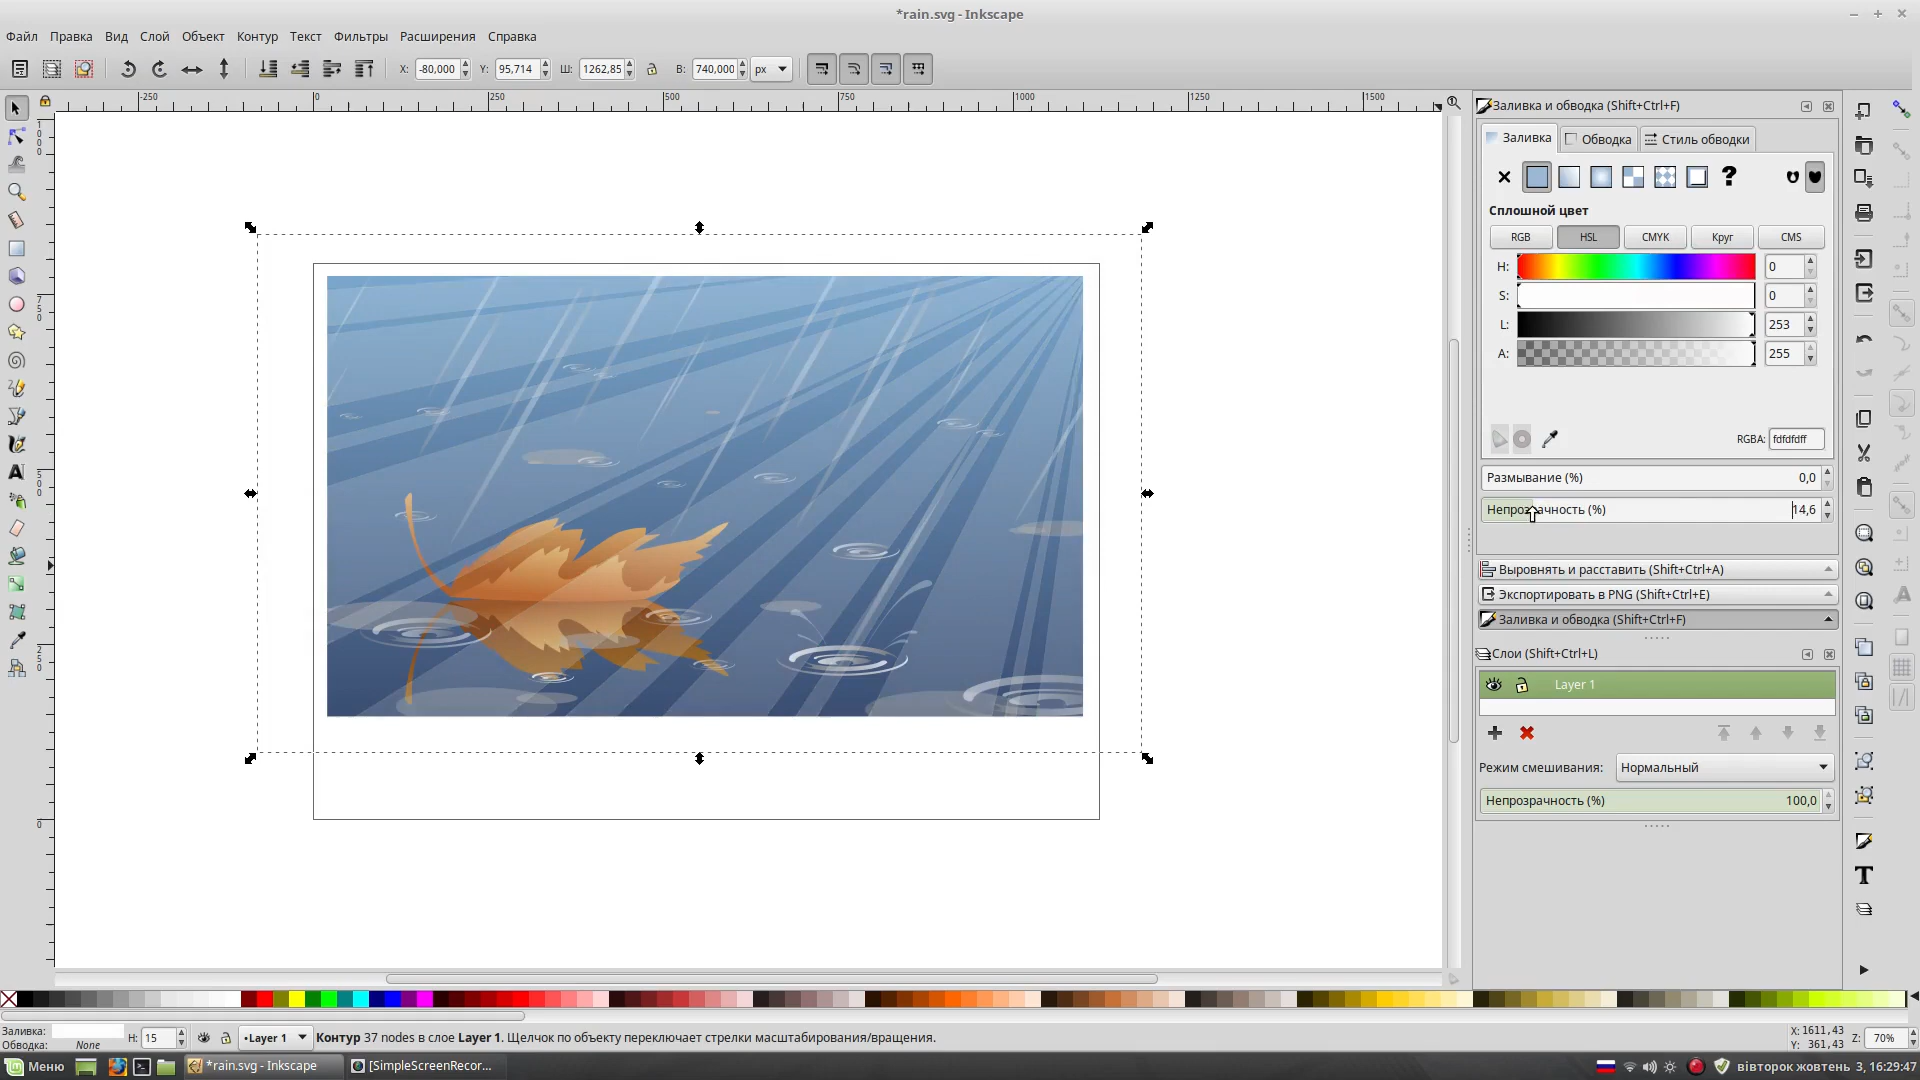 *rain.svg - Inkscape
Файл Правка Вид Слой Объект Контур Текст Фильтры Расширения Справка
X: -80,000 Y: 95,714 Ш: 1262,85 В: 740,000 px
-250 0 250 500 750 1000 1250 1500
1000
750
500
250
0
Заливка и обводка (Shift+Ctrl+F)
Заливка Обводка Стиль обводки
Сплошной цвет
RGB HSL CMYK Круг CMS
H: 0
S: 0
L: 253
A: 255
RGBA: fdfdfdff
Размывание (%) 0,0
Непрозрачность (%) 14,6
Выровнять и расставить (Shift+Ctrl+A)
Экспортировать в PNG (Shift+Ctrl+E)
Заливка и обводка (Shift+Ctrl+F)
Слои (Shift+Ctrl+L)
Layer 1
Режим смешивания: Нормальный
Непрозрачность (%) 100,0
Заливка:
Обводка: None
Н: 15
•Layer 1
Контур 37 nodes в слое Layer 1. Щелчок по объекту переключает стрелки масштабирования/вращения.
X: 1611,43
Y: 361,43
Z: 70%
Меню *rain.svg - Inkscape [SimpleScreenRecor... вівторок жовтень 3, 16:29:47